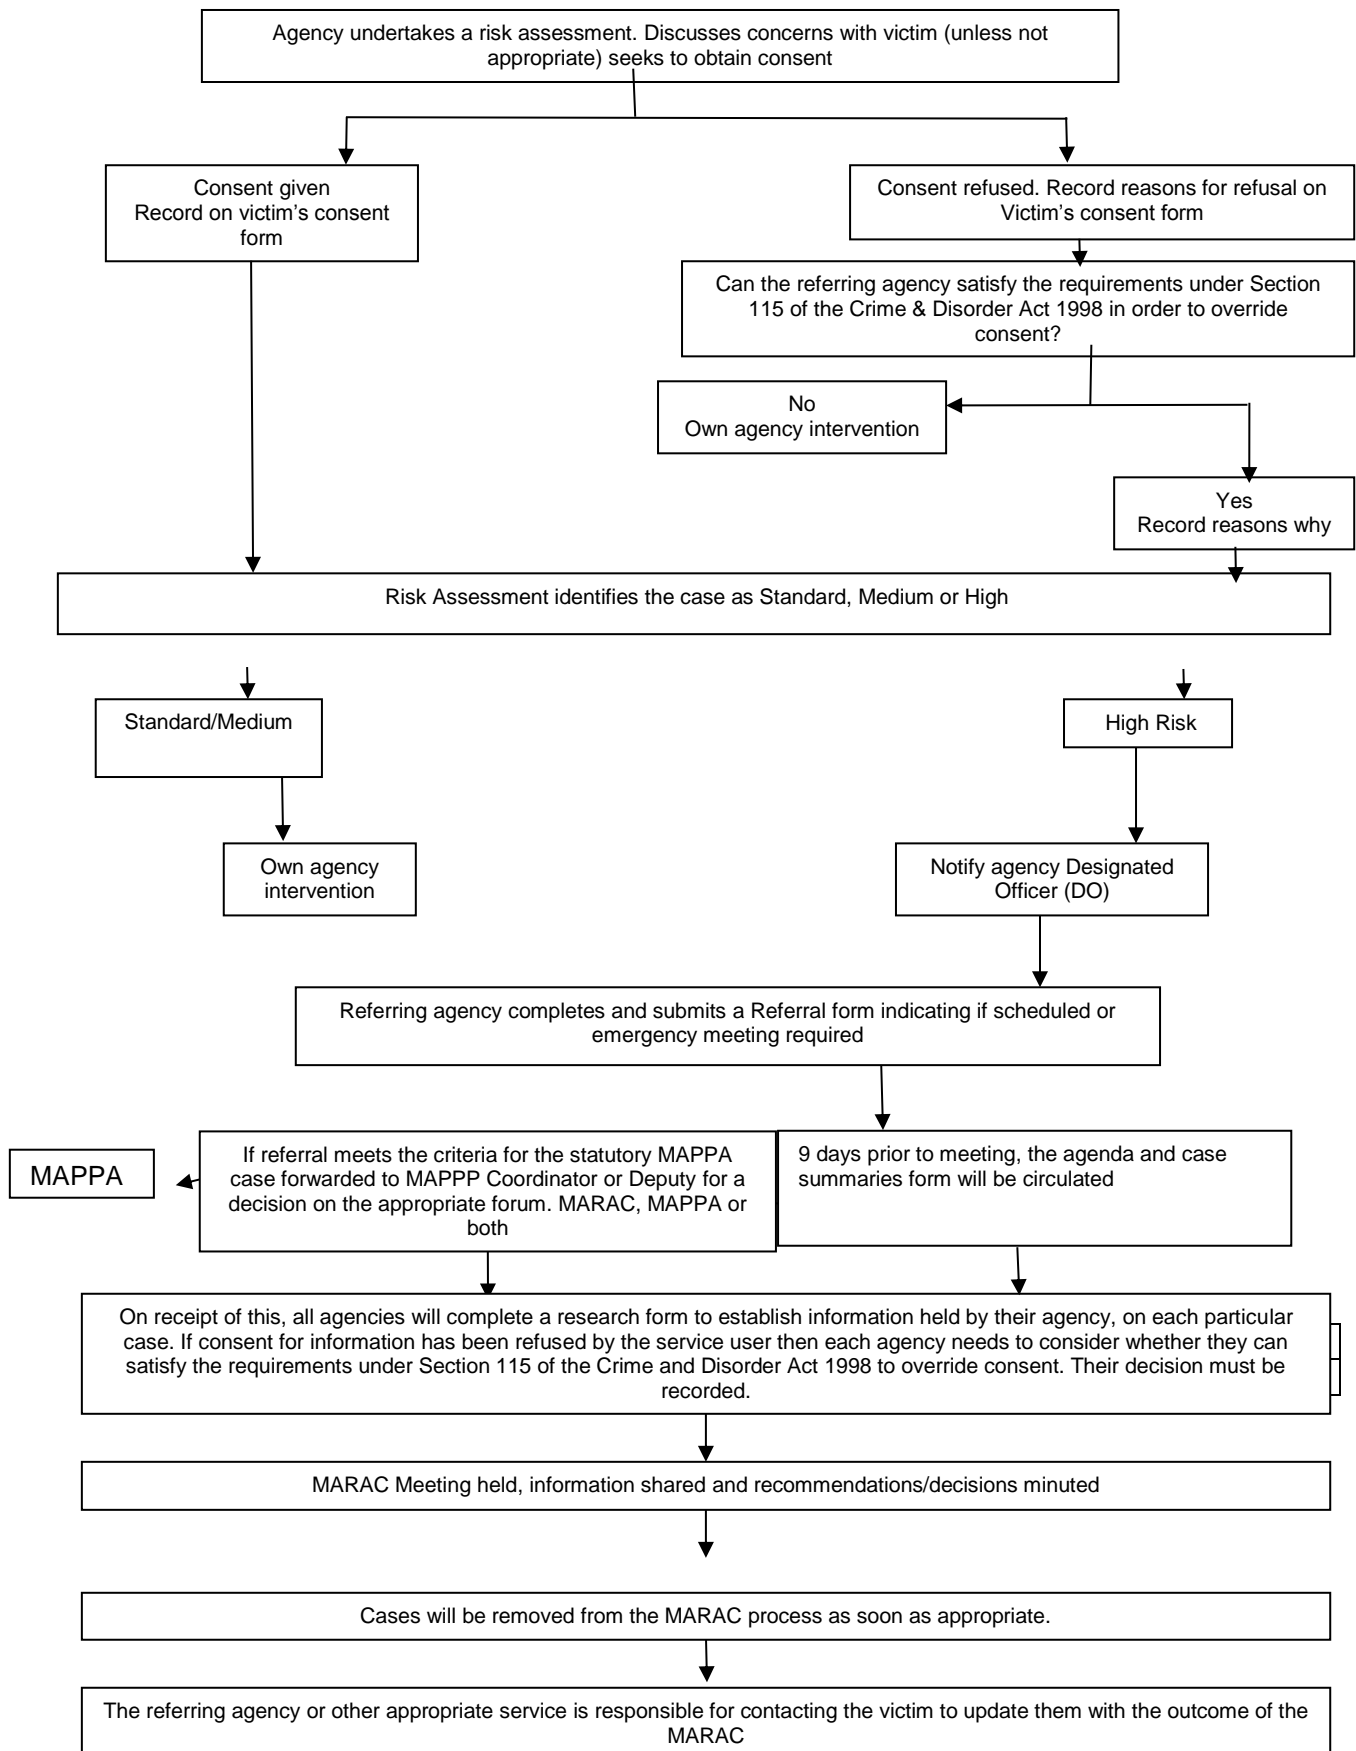 Agency undertakes a risk assessment. Discusses concerns with victim (unless not
appropriate) seeks to obtain consent
Consent given
Record on victim's consent
form
Consent refused. Record reasons for refusal on
Victim's consent form
Can the referring agency satisfy the requirements under Section
115 of the Crime & Disorder Act 1998 in order to override
consent?
No
Own agency intervention
Yes
Record reasons why
Risk Assessment identifies the case as Standard, Medium or High
Standard/Medium
High Risk
Own agency
intervention
Notify agency Designated
Officer (DO)
Referring agency completes and submits a Referral form indicating if scheduled or
emergency meeting required
MAPPA
If referral meets the criteria for the statutory MAPPA
case forwarded to MAPPP Coordinator or Deputy for a
decision on the appropriate forum. MARAC, MAPPA or
both
9 days prior to meeting, the agenda and case
summaries form will be circulated
On receipt of this, all agencies will complete a research form to establish information held by their agency, on each particular
case. If consent for information has been refused by the service user then each agency needs to consider whether they can
satisfy the requirements under Section 115 of the Crime and Disorder Act 1998 to override consent. Their decision must be
recorded.
MARAC Meeting held, information shared and recommendations/decisions minuted
Cases will be removed from the MARAC process as soon as appropriate.
The referring agency or other appropriate service is responsible for contacting the victim to update them with the outcome of the
MARAC